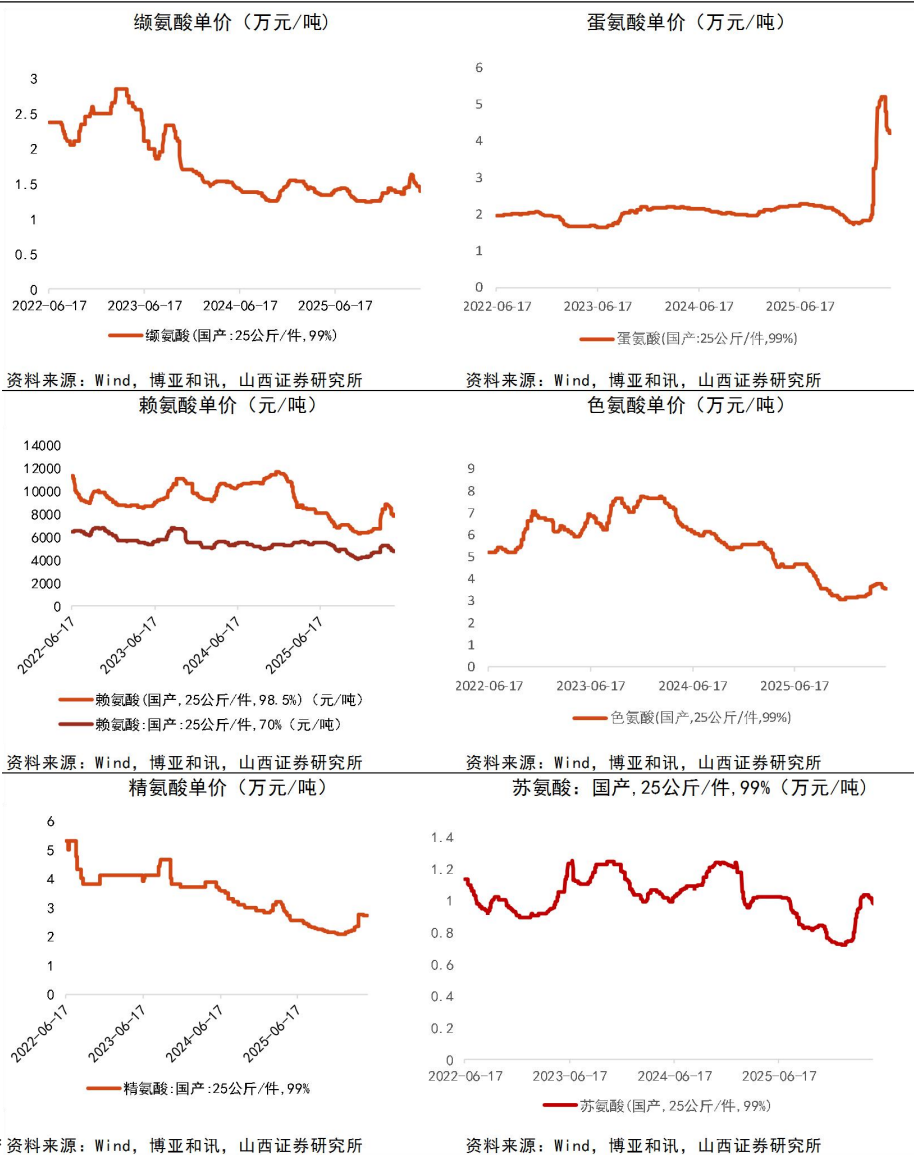 缬氨酸单价（万元/吨）
3
2.5
2
1.5
1
0.5
0
2022-06-17 2023-06-17 2024-06-17 2025-06-17
缬氨酸(国产:25公斤/件,99%)
资料来源：Wind，博亚和讯，山西证券研究所
蛋氨酸单价（万元/吨）
6
5
4
3
2
1
0
2022-06-17 2023-06-17 2024-06-17 2025-06-17
蛋氨酸(国产:25公斤/件,99%)
资料来源：Wind，博亚和讯，山西证券研究所
赖氨酸单价（元/吨）
14000
12000
10000
8000
6000
4000
2000
0
2022-06-17 2023-06-17 2024-06-17 2025-06-17
赖氨酸(国产,25公斤/件,98.5%)（元/吨）
赖氨酸:国产:25公斤/件,70%（元/吨）
资料来源：Wind，博亚和讯，山西证券研究所
色氨酸单价（万元/吨）
9
8
7
6
5
4
3
2
1
0
2022-06-17 2023-06-17 2024-06-17 2025-06-17
色氨酸(国产,25公斤/件,99%)
资料来源：Wind，博亚和讯，山西证券研究所
精氨酸单价（万元/吨）
6
5
4
3
2
1
0
2022-06-17 2023-06-17 2024-06-17 2025-06-17
精氨酸:国产:25公斤/件,99%
资料来源：Wind，博亚和讯，山西证券研究所
苏氨酸：国产,25公斤/件,99%（万元/吨）
1.4
1.2
1
0.8
0.6
0.4
0.2
0
2022-06-17 2023-06-17 2024-06-17 2025-06-17
苏氨酸(国产,25公斤/件,99%)
资料来源：Wind，博亚和讯，山西证券研究所